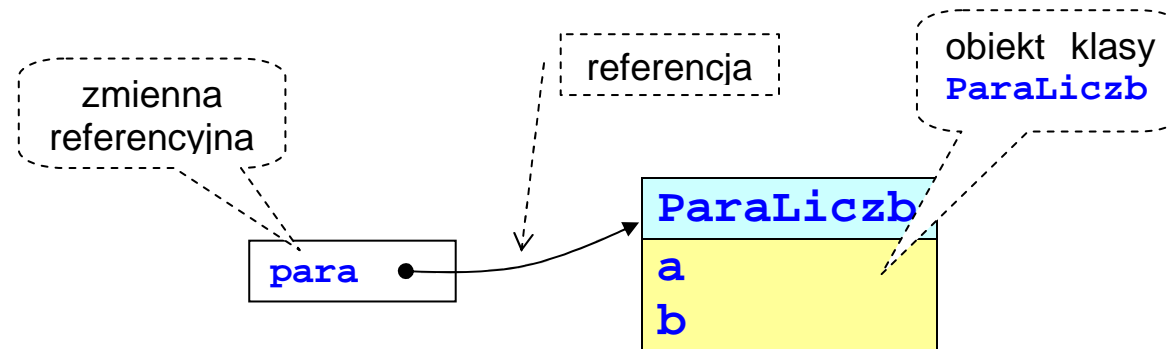 zmienna
referencyjna
referencja
obiekt klasy
ParaLiczb
para
ParaLiczb
a
b